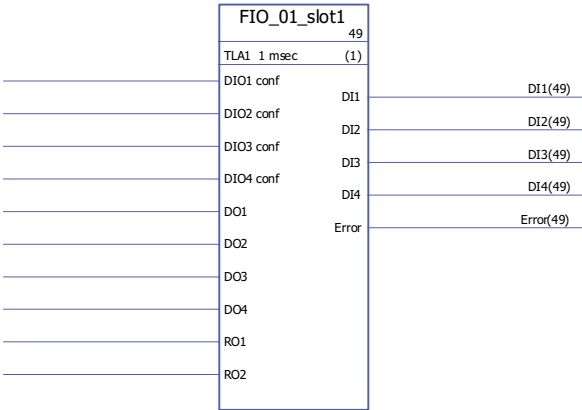 FIO_01_slot1
49
TLA1 1 msec (1)
DIO1 conf
DI1 DI1(49)
DIO2 conf
DI2 DI2(49)
DIO3 conf
DI3 DI3(49)
DIO4 conf
DI4 DI4(49)
DO1
Error Error(49)
DO2
DO3
DO4
RO1
RO2